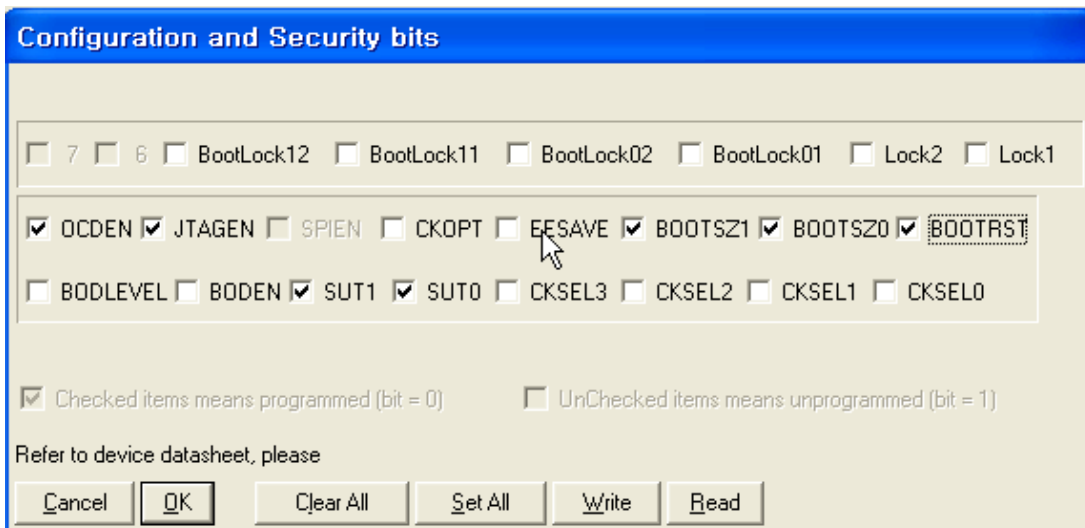 Configuration and Security bits
7 6 BootLock12 BootLock11 BootLock02 BootLock01 Lock2 Lock1
OCDEN JTAGEN SPIEN CKOPT EESAVE BOOTSZ1 BOOTSZ0 BOOTRST
BODLEVEL BODEN SUT1 SUT0 CKSEL3 CKSEL2 CKSEL1 CKSEL0
Checked items means programmed (bit = 0) UnChecked items means unprogrammed (bit = 1)
Refer to device datasheet, please
Cancel OK Clear All Set All Write Read